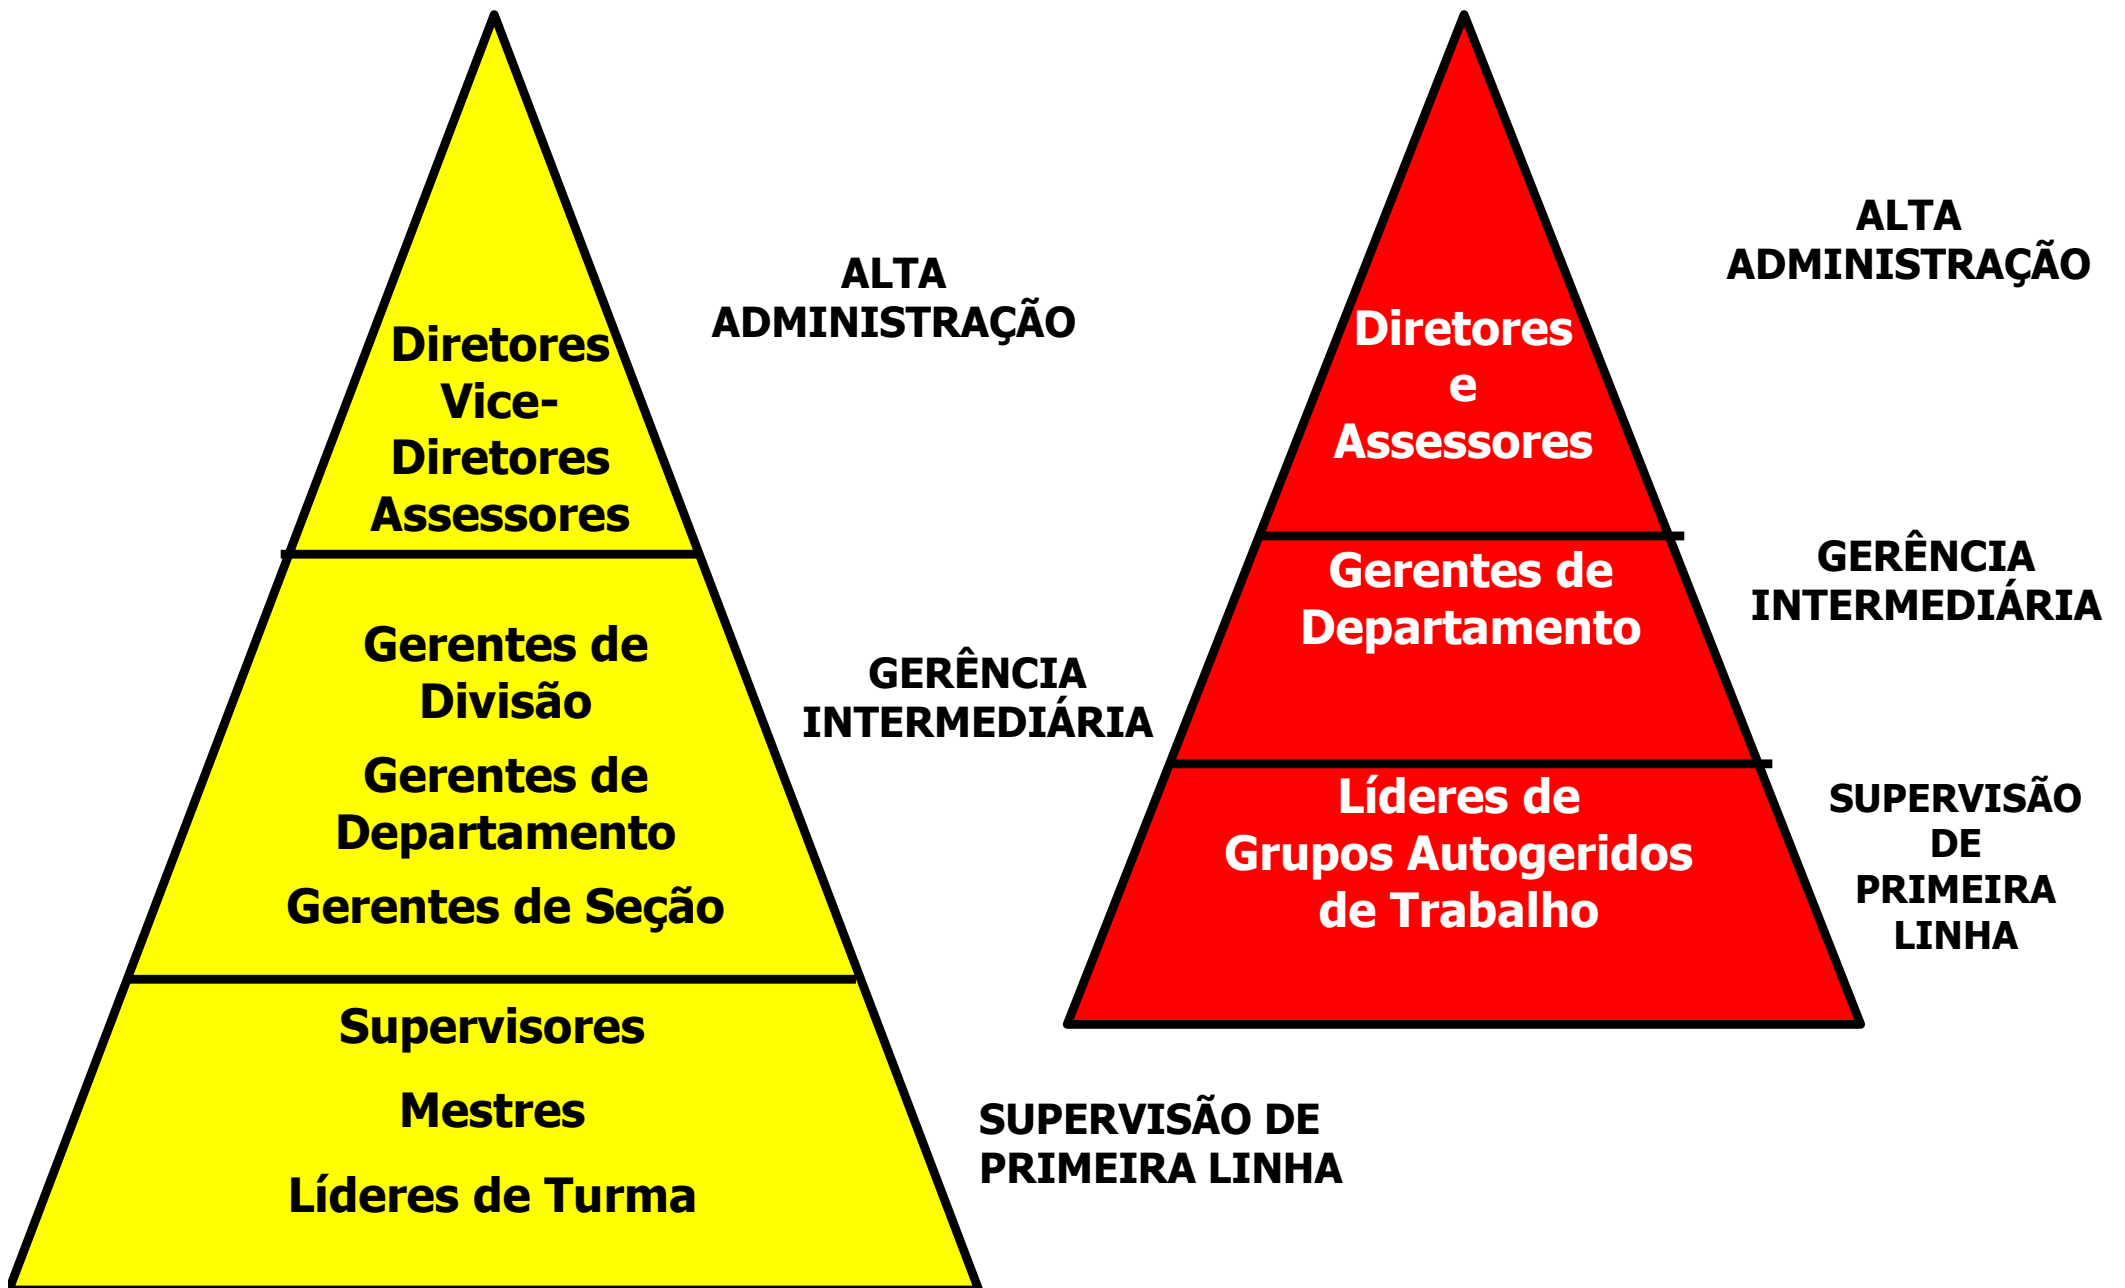 Diretores
Vice-
Diretores
Assessores
ALTA
ADMINISTRAÇÃO
Gerentes de
Divisão
Gerentes de
Departamento
Gerentes de Seção
GERÊNCIA
INTERMEDIÁRIA
Supervisores
Mestres
Líderes de Turma
SUPERVISÃO DE
PRIMEIRA LINHA
Diretores
e
Assessores
ALTA
ADMINISTRAÇÃO
Gerentes de
Departamento
GERÊNCIA
INTERMEDIÁRIA
Líderes de
Grupos Autogeridos
de Trabalho
SUPERVISÃO
DE
PRIMEIRA
LINHA